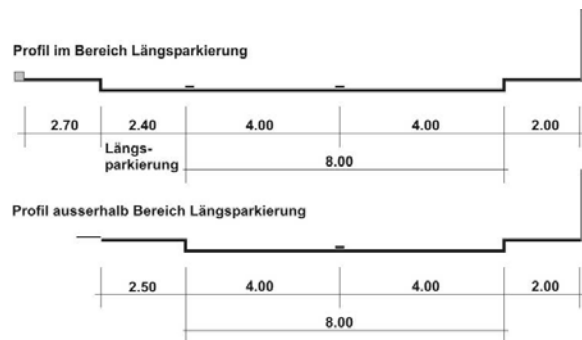 Profil im Bereich Längsparkierung
2.70 2.40 4.00 4.00 2.00
Längs-
parkierung
8.00
Profil ausserhalb Bereich Längsparkierung
2.50 4.00 4.00 2.00
8.00